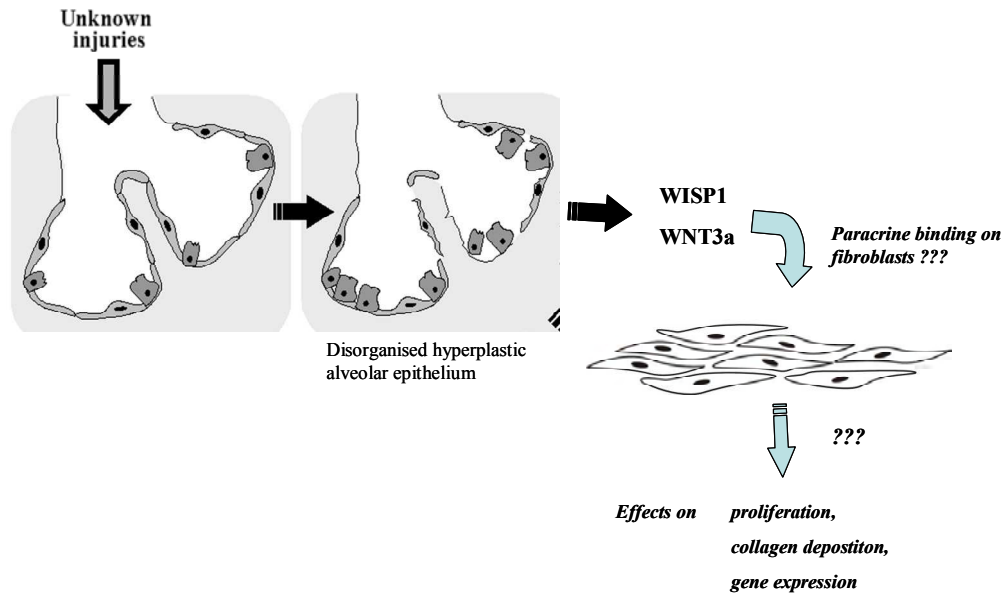 Unknown
injuries
WISP1
WNT3a
Paracrine binding on
fibroblasts ???
Disorganised hyperplastic
alveolar epithelium
???
Effects on proliferation,
collagen depostiton,
gene expression